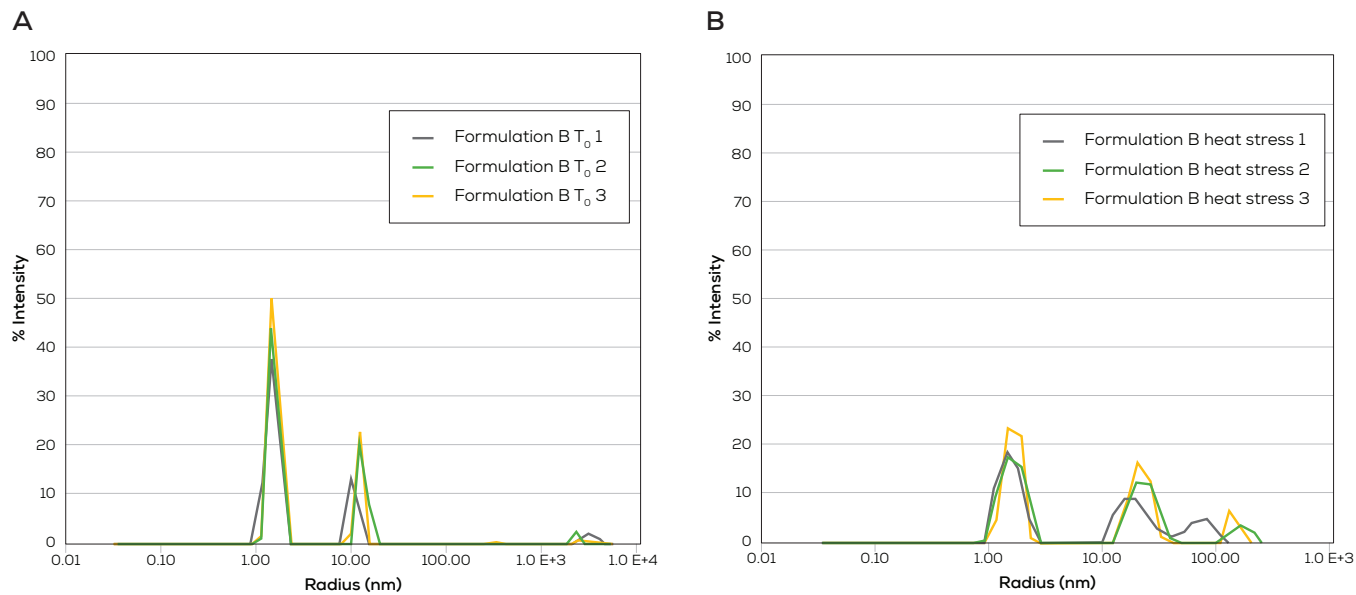 A
100
90
80
70
60
50
40
30
20
10
0
% Intensity
0.01 0.10 1.00 10.00 100.00 1.0 E+3 1.0 E+4
Radius (nm)
Formulation B T₀ 1
Formulation B T₀ 2
Formulation B T₀ 3
B
100
90
80
70
60
50
40
30
20
10
0
% Intensity
0.01 0.10 1.00 10.00 100.00 1.0 E+3
Radius (nm)
Formulation B heat stress 1
Formulation B heat stress 2
Formulation B heat stress 3